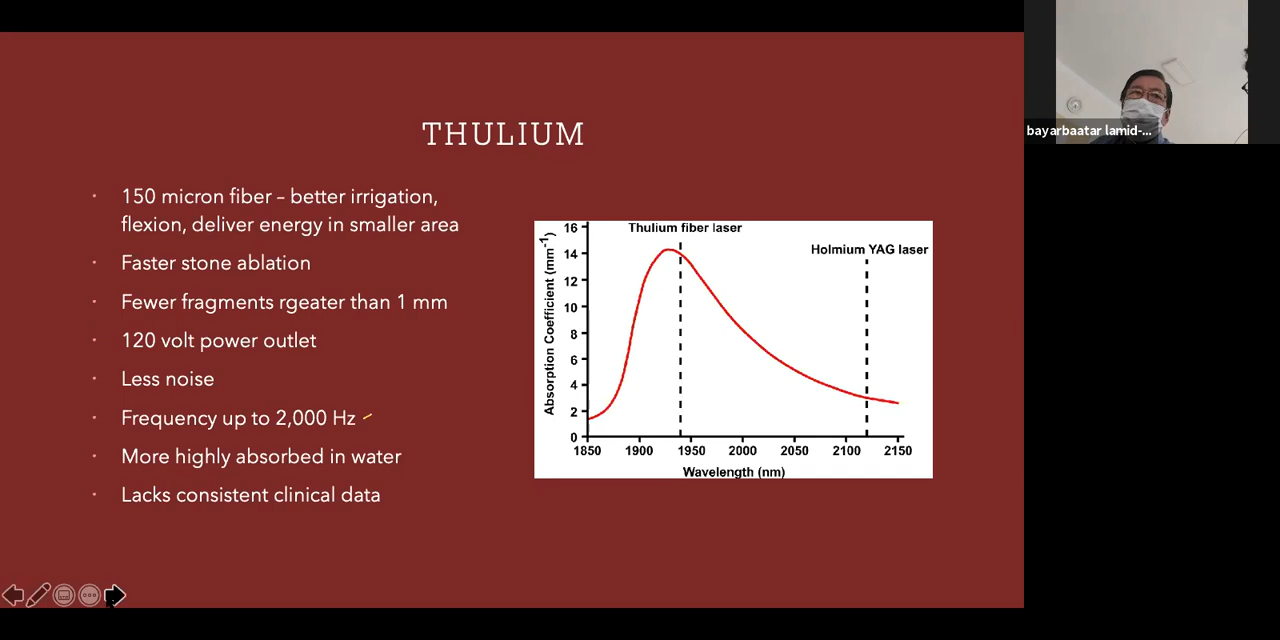 THULIUM
· 150 micron fiber – better irrigation,
flexion, deliver energy in smaller area
· Faster stone ablation
· Fewer fragments rgeater than 1 mm
· 120 volt power outlet
· Less noise
· Frequency up to 2,000 Hz
· More highly absorbed in water
· Lacks consistent clinical data
Thulium fiber laser
Holmium YAG laser
Absorption Coefficient (mm-1)
16
14
12
10
8
6
4
2
0
1850 1900 1950 2000 2050 2100 2150
Wavelength (nm)
bayarbaatar lamid-...